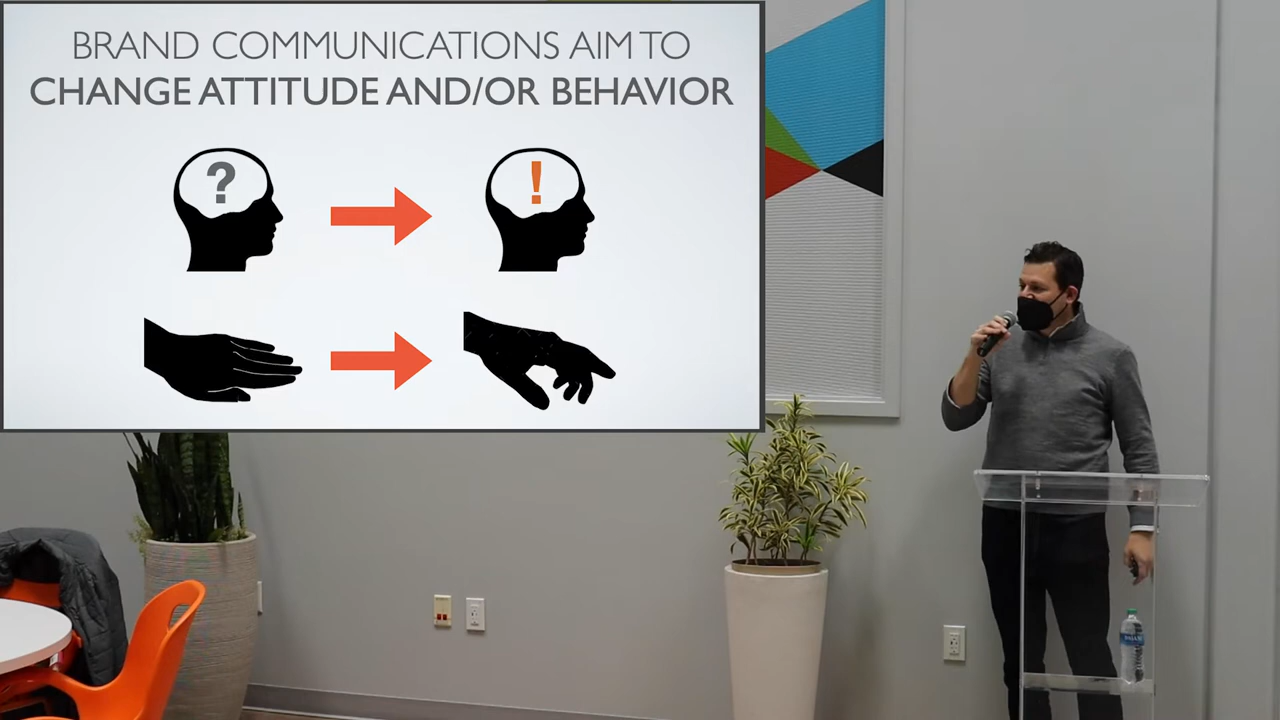 BRAND COMMUNICATIONS AIM TO
CHANGE ATTITUDE AND/OR BEHAVIOR
?
!